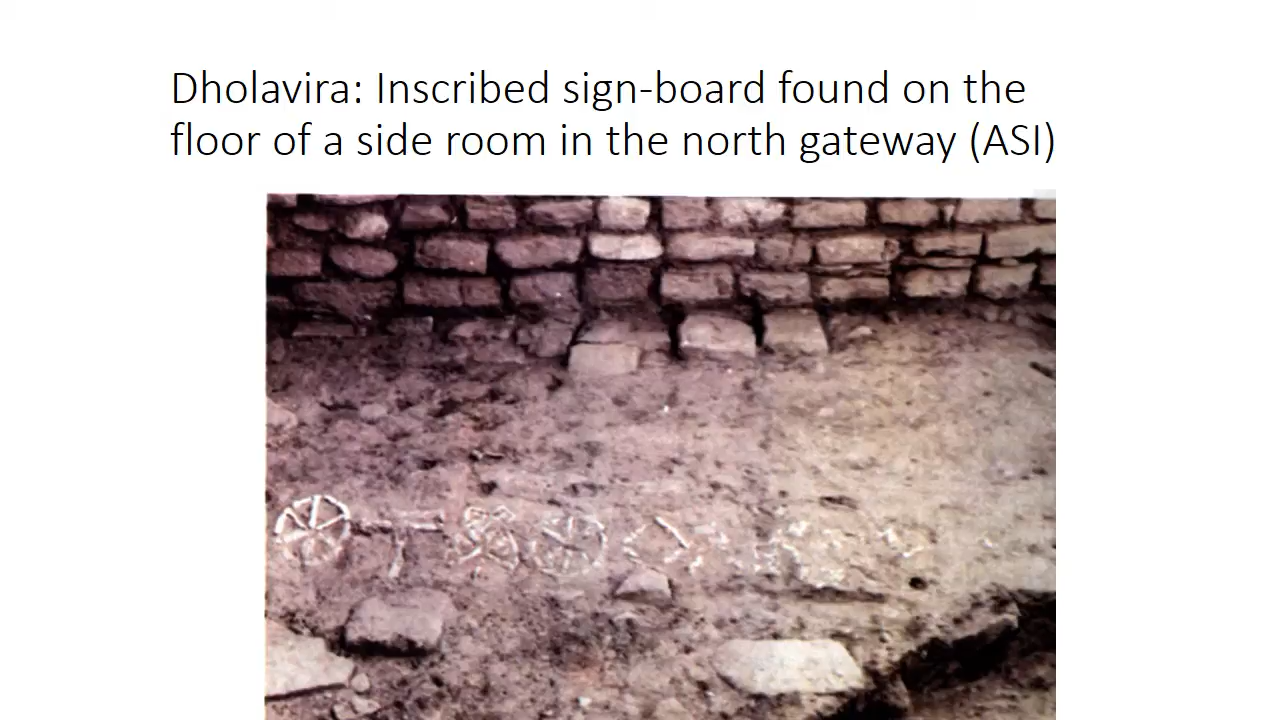 Dholavira: Inscribed sign-board found on the
floor of a side room in the north gateway (ASI)